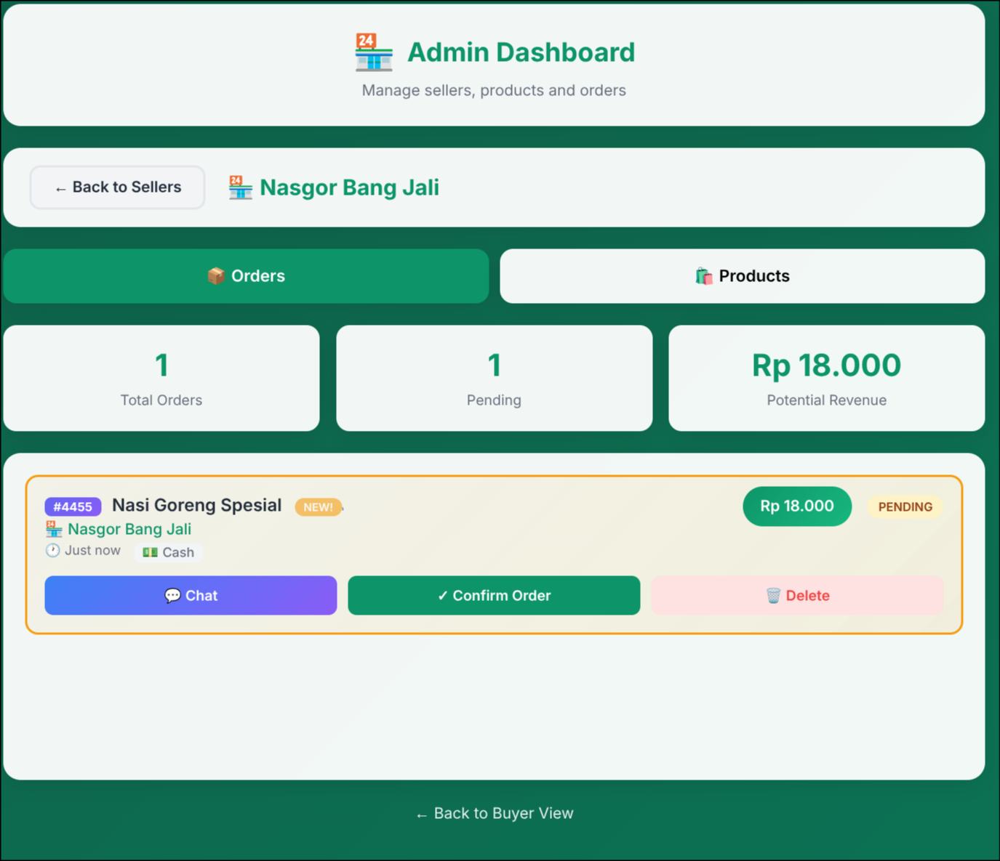 Admin Dashboard
Manage sellers, products and orders
← Back to Sellers
Nasgor Bang Jali
Orders
Products
1
Total Orders
1
Pending
Rp 18.000
Potential Revenue
#4455 Nasi Goreng Spesial NEW!
Rp 18.000 PENDING
Nasgor Bang Jali
Just now Cash
Chat
✓ Confirm Order
Delete
← Back to Buyer View